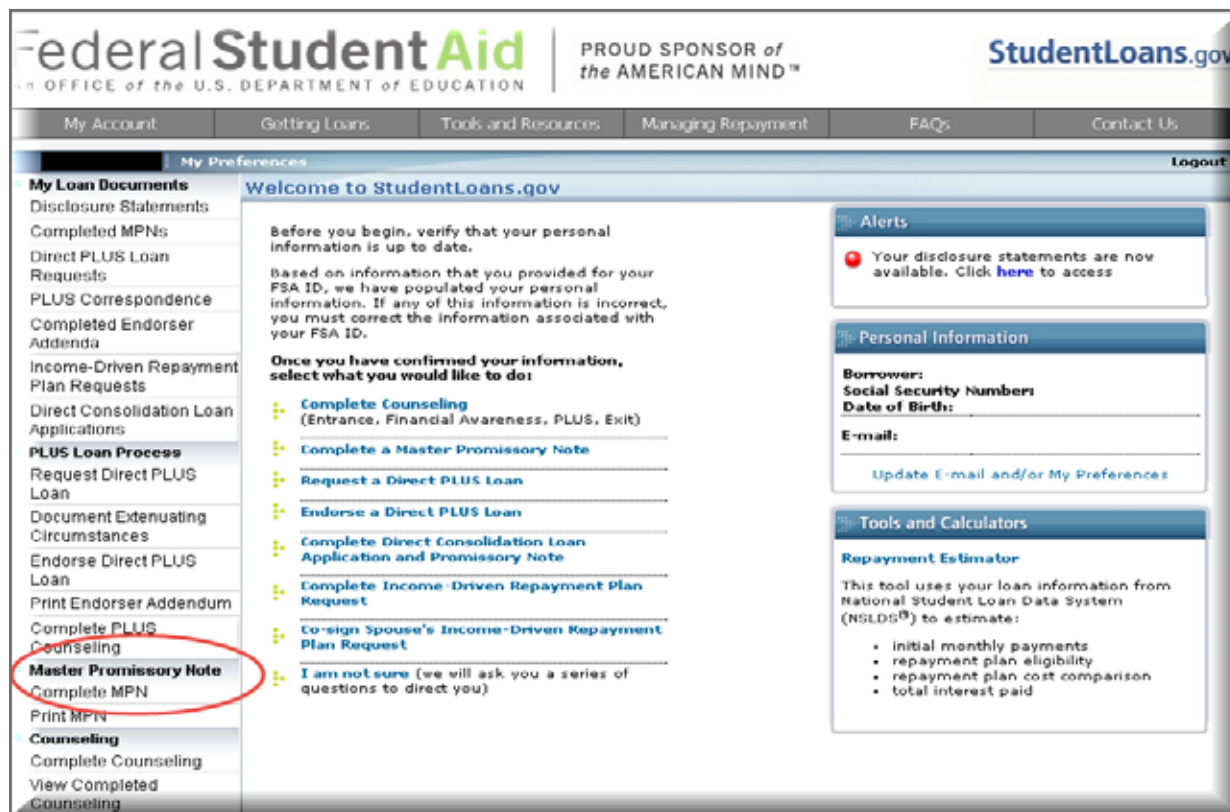 Federal Student Aid
An OFFICE of the U.S. DEPARTMENT of EDUCATION
PROUD SPONSOR of
the AMERICAN MIND™
StudentLoans.gov
My Account
Getting Loans
Tools and Resources
Managing Repayment
FAQs
Contact Us
My Preferences
Logout
My Loan Documents
Disclosure Statements
Completed MPNs
Direct PLUS Loan
Requests
PLUS Correspondence
Completed Endorser
Addenda
Income-Driven Repayment
Plan Requests
Direct Consolidation Loan
Applications
PLUS Loan Process
Request Direct PLUS
Loan
Document Extenuating
Circumstances
Endorse Direct PLUS
Loan
Print Endorser Addendum
Complete PLUS
Counseling
Master Promissory Note
Complete MPN
Print MPN
Counseling
Complete Counseling
View Completed
Counseling
Welcome to StudentLoans.gov
Before you begin, verify that your personal
information is up to date.
Based on information that you provided for your
FSA ID, we have populated your personal
information. If any of this information is incorrect,
you must correct the information associated with
your FSA ID.
Once you have confirmed your information,
select what you would like to do:
Complete Counseling
(Entrance, Financial Awareness, PLUS, Exit)
Complete a Master Promissory Note
Request a Direct PLUS Loan
Endorse a Direct PLUS Loan
Complete Direct Consolidation Loan
Application and Promissory Note
Complete Income-Driven Repayment Plan
Request
Co-sign Spouse's Income-Driven Repayment
Plan Request
I am not sure (we will ask you a series of
questions to direct you)
Alerts
Your disclosure statements are now
available. Click here to access
Personal Information
Borrower:
Social Security Number:
Date of Birth:
E-mail:
Update E-mail and/or My Preferences
Tools and Calculators
Repayment Estimator
This tool uses your loan information from
National Student Loan Data System
(NSLDS®) to estimate:
• initial monthly payments
• repayment plan eligibility
• repayment plan cost comparison
• total interest paid